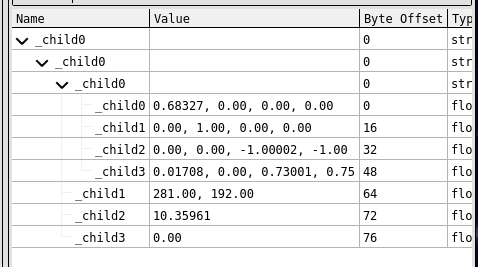 Name Value Byte Offset Typ
_child0 0 str
_child0 0 str
_child0 0 str
_child0 0.68327, 0.00, 0.00, 0.00 0 flo
_child1 0.00, 1.00, 0.00, 0.00 16 flo
_child2 0.00, 0.00, -1.00002, -1.00 32 flo
_child3 0.01708, 0.00, 0.73001, 0.75 48 flo
_child1 281.00, 192.00 64 flo
_child2 10.35961 72 flo
_child3 0.00 76 flo